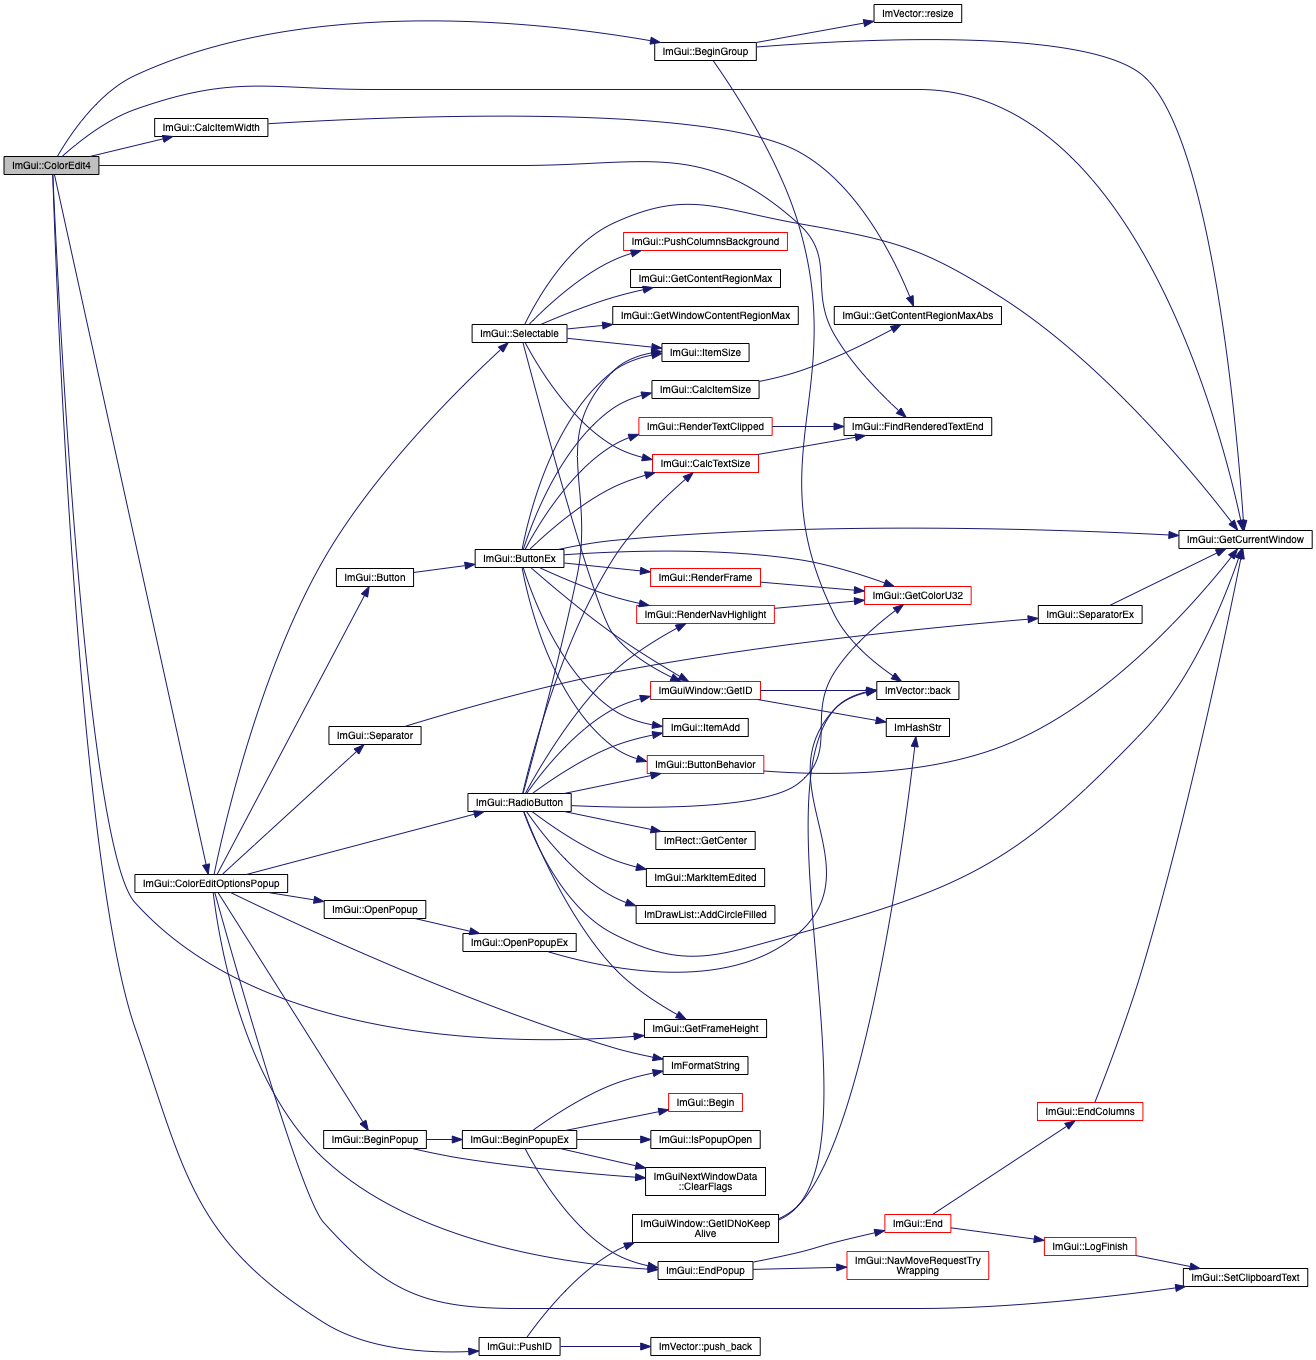 ImVector::resize
ImGui::BeginGroup
ImGui::CalcItemWidth
ImGui::ColorEdit4
ImGui::PushColumnsBackground
ImGui::GetContentRegionMax
ImGui::GetWindowContentRegionMax
ImGui::GetContentRegionMaxAbs
ImGui::Selectable
ImGui::ItemSize
ImGui::CalcItemSize
ImGui::RenderTextClipped
ImGui::FindRenderedTextEnd
ImGui::CalcTextSize
ImGui::GetCurrentWindow
ImGui::ButtonEx
ImGui::Button
ImGui::RenderFrame
ImGui::GetColorU32
ImGui::RenderNavHighlight
ImGui::SeparatorEx
ImGuiWindow::GetID
ImVector::back
ImGui::ItemAdd
ImHashStr
ImGui::Separator
ImGui::ButtonBehavior
ImGui::RadioButton
ImRect::GetCenter
ImGui::MarkItemEdited
ImGui::ColorEditOptionsPopup
ImGui::OpenPopup
ImDrawList::AddCircleFilled
ImGui::OpenPopupEx
ImGui::GetFrameHeight
ImFormatString
ImGui::Begin
ImGui::EndColumns
ImGui::BeginPopup
ImGui::BeginPopupEx
ImGui::IsPopupOpen
ImGuiNextWindowData
::ClearFlags
ImGuiWindow::GetIDNoKeep
Alive
ImGui::End
ImGui::LogFinish
ImGui::EndPopup
ImGui::NavMoveRequestTry
Wrapping
ImGui::SetClipboardText
ImGui::PushID
ImVector::push_back